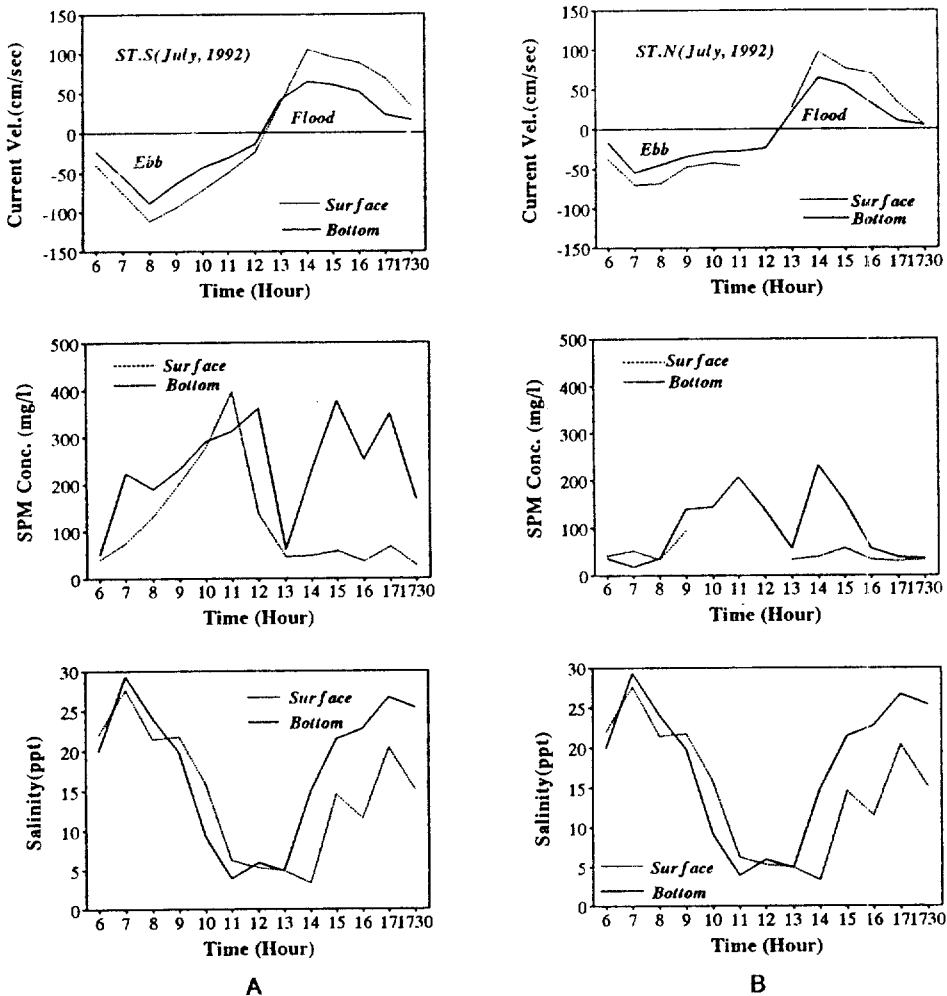 ST.S(July, 1992)
Current Vel.(cm/sec)
150
100
50
0
-50
-100
-150
Ebb
Flood
Surface
Bottom
6 7 8 9 10 11 12 13 14 15 16 171730
Time (Hour)
ST.N(July, 1992)
Current Vel.(cm/sec)
150
100
50
0
-50
-100
-150
Ebb
Flood
Surface
Bottom
6 7 8 9 10 11 12 13 14 15 16 171730
Time (Hour)
SPM Conc. (mg/l)
500
400
300
200
100
0
Surface
Bottom
6 7 8 9 10 11 12 13 14 15 16 171730
Time (Hour)
SPM Conc. (mg/l)
500
400
300
200
100
0
Surface
Bottom
6 7 8 9 10 11 12 13 14 15 16 171730
Time (Hour)
Salinity(ppt)
30
25
20
15
10
5
0
Surface
Bottom
6 7 8 9 10 11 12 13 14 15 16 171730
Time (Hour)
Salinity(ppt)
30
25
20
15
10
5
0
Surface
Bottom
6 7 8 9 10 11 12 13 14 15 16 171730
Time (Hour)
A
B